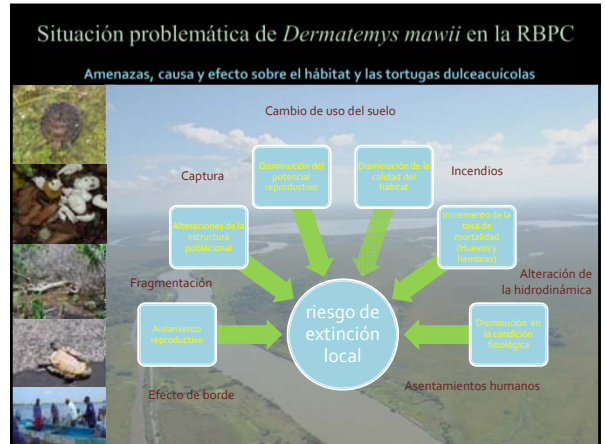 Situación problemática de Dermatemys mawii en la RBPC
Amenazas, causa y efecto sobre el hábitat y las tortugas dulceacuícolas
Cambio de uso del suelo
Captura
Disminución del
potencial
reproductivo
Disminución de la
calidad del
hábitat
Incendios
Alteraciones de la
estructura
poblacional
Incremento de la
tasa de
mortalidad
(Huevos y
hembras)
Fragmentación
Alteración de
la hidrodinámica
Aislamiento
reproductivo
riesgo de
extinción
local
Disminución en
la condición
fisiológica
Efecto de borde
Asentamientos humanos